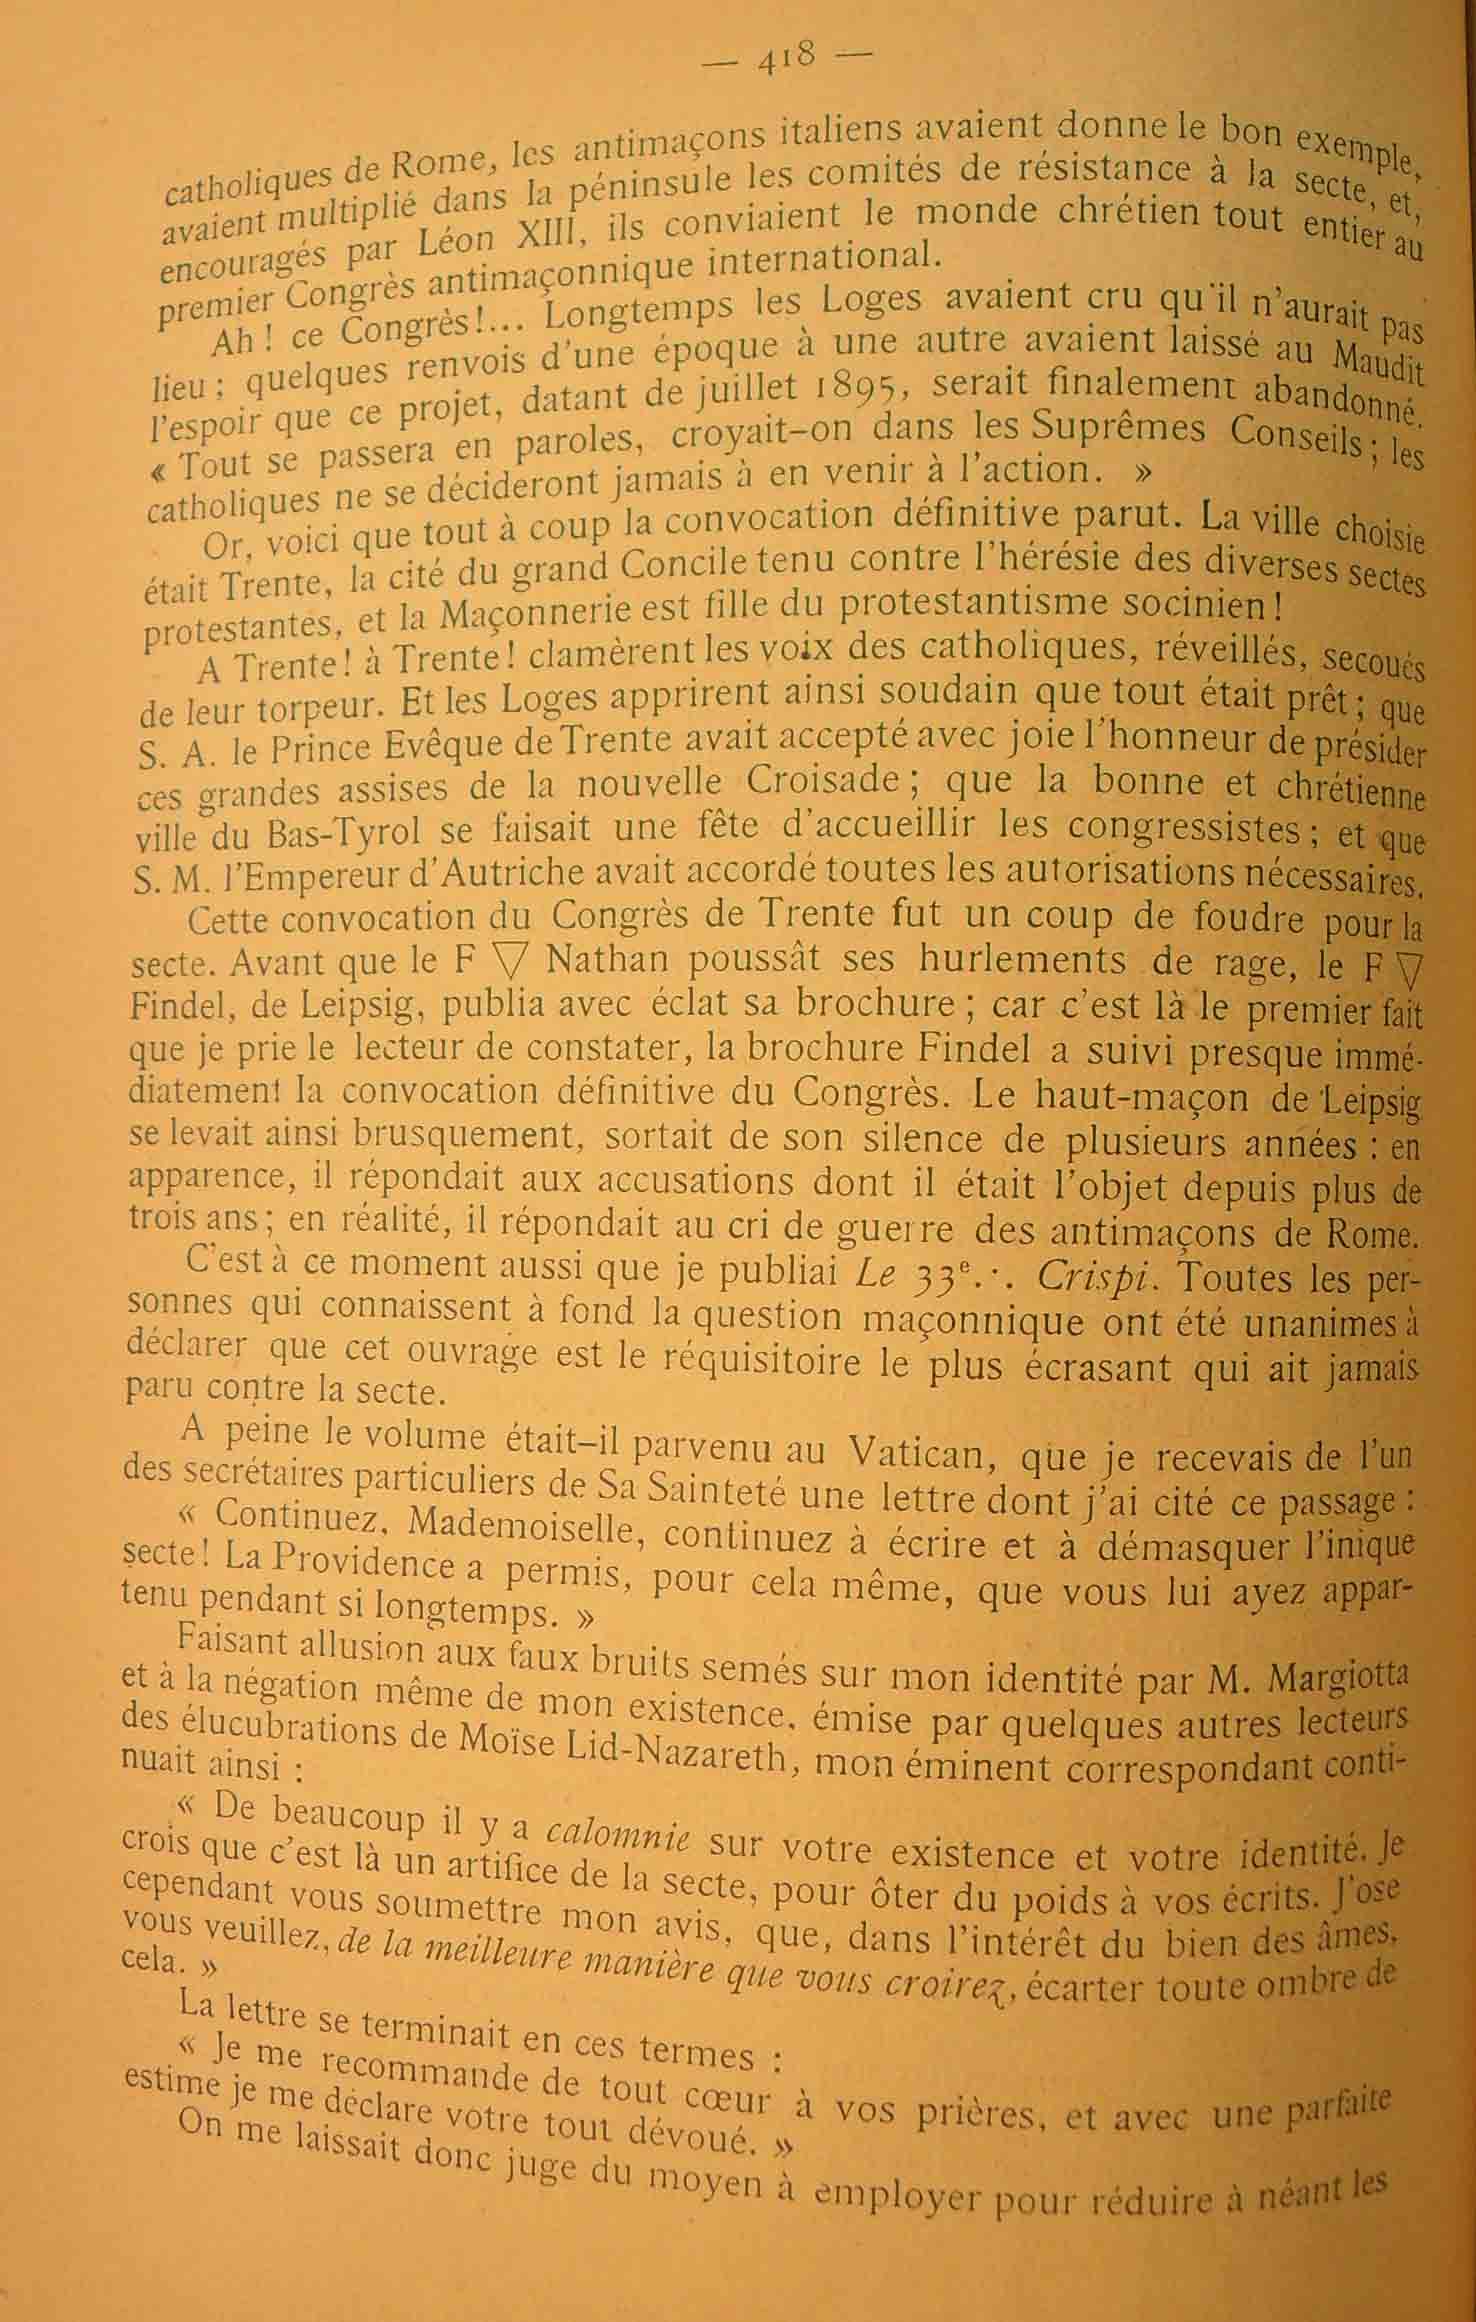 — 418 —
catholiques de Rome, les antimaçons italiens avaient donne le bon exemple,
avaient multiplié dans la péninsule les comités de résistance à la secte, et,
encouragés par Léon XIII, ils conviaient le monde chrétien tout entier au
premier Congrès antimaçonnique international.
Ah ! ce Congrès !... Longtemps les Loges avaient cru qu'il n'aurait pas
lieu ; quelques renvois d'une époque à une autre avaient laissé au Maudit
l'espoir que ce projet, datant de juillet 1895, serait finalement abandonné.
« Tout se passera en paroles, croyait-on dans les Suprêmes Conseils ; les
catholiques ne se décideront jamais à en venir à l'action. »
Or, voici que tout à coup la convocation définitive parut. La ville choisie
était Trente, la cité du grand Concile tenu contre l'hérésie des diverses sectes
protestantes, et la Maçonnerie est fille du protestantisme socinien !
A Trente ! à Trente ! clamèrent les voix des catholiques, réveillés, secoués
de leur torpeur. Et les Loges apprirent ainsi soudain que tout était prêt ; que
S. A. le Prince Evêque de Trente avait accepté avec joie l'honneur de présider
ces grandes assises de la nouvelle Croisade ; que la bonne et chrétienne
ville du Bas-Tyrol se faisait une fête d'accueillir les congressistes ; et que
S. M. l'Empereur d'Autriche avait accordé toutes les autorisations nécessaires.
Cette convocation du Congrès de Trente fut un coup de foudre pour la
secte. Avant que le F ▽ Nathan poussât ses hurlements de rage, le F ▽
Findel, de Leipsig, publia avec éclat sa brochure ; car c'est là le premier fait
que je prie le lecteur de constater, la brochure Findel a suivi presque immé-
diatement la convocation définitive du Congrès. Le haut-maçon de Leipsig
se levait ainsi brusquement, sortait de son silence de plusieurs années : en
apparence, il répondait aux accusations dont il était l'objet depuis plus de
trois ans ; en réalité, il répondait au cri de guerre des antimaçons de Rome.
C'est à ce moment aussi que je publiai Le 33e.·. Crispi. Toutes les per-
sonnes qui connaissent à fond la question maçonnique ont été unanimes à
déclarer que cet ouvrage est le réquisitoire le plus écrasant qui ait jamais
paru contre la secte.
A peine le volume était-il parvenu au Vatican, que je recevais de l'un
des secrétaires particuliers de Sa Sainteté une lettre dont j'ai cité ce passage :
« Continuez, Mademoiselle, continuez à écrire et à démasquer l'inique
secte ! La Providence a permis, pour cela même, que vous lui ayez appar-
tenu pendant si longtemps. »
Faisant allusion aux faux bruits semés sur mon identité par M. Margiotta
et à la négation même de mon existence, émise par quelques autres lecteurs
des élucubrations de Moïse Lid-Nazareth, mon éminent correspondant conti-
nuait ainsi :
« De beaucoup il y a calomnie sur votre existence et votre identité. Je
crois que c'est là un artifice de la secte, pour ôter du poids à vos écrits. J'ose
cependant vous soumettre mon avis, que, dans l'intérêt du bien des âmes,
vous veuillez, de la meilleure manière que vous croirez, écarter toute ombre de
cela. »
La lettre se terminait en ces termes :
« Je me recommande de tout cœur à vos prières, et avec une parfaite
estime je me déclare votre tout dévoué. »
On me laissait donc juge du moyen à employer pour réduire à néant les